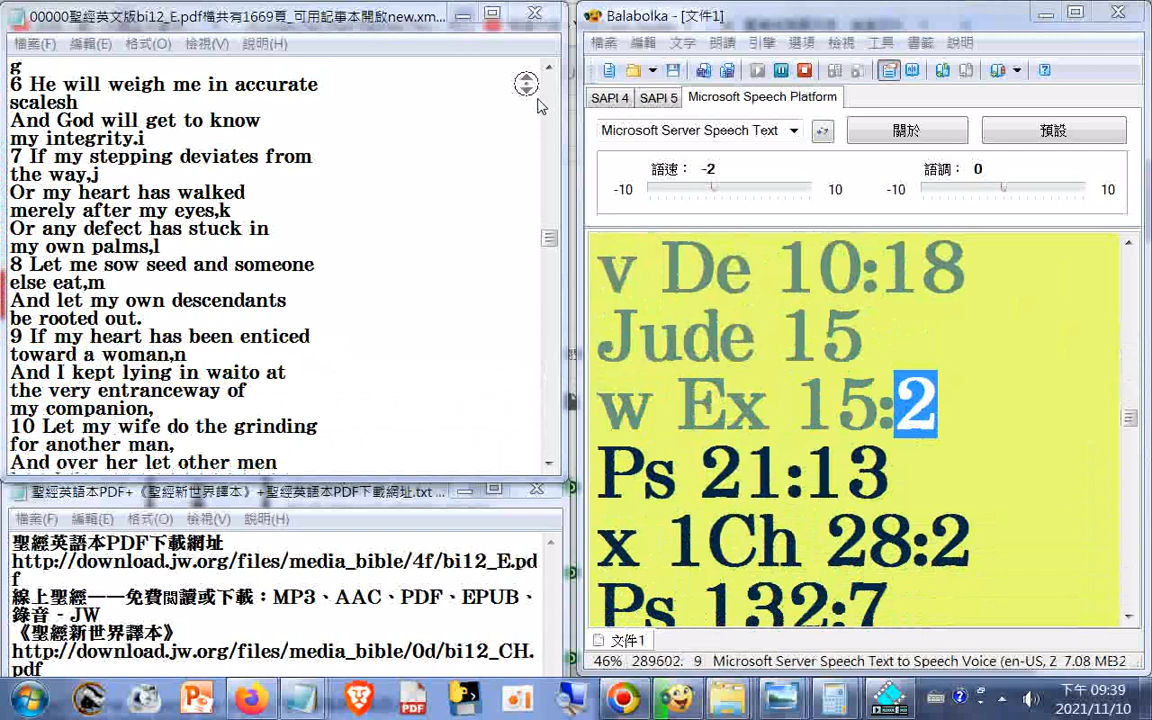 00000聖經英文版bi12_E.pdf檔共有1669頁_可用記事本開啟new.xm...
檔案(F) 編輯(E) 格式(O) 檢視(V) 說明(H)
g
6 He will weigh me in accurate
scalesh
And God will get to know
my integrity.i
7 If my stepping deviates from
the way,j
Or my heart has walked
merely after my eyes,k
Or any defect has stuck in
my own palms,l
8 Let me sow seed and someone
else eat,m
And let my own descendants
be rooted out.
9 If my heart has been enticed
toward a woman,n
And I kept lying in waito at
the very entranceway of
my companion,
10 Let my wife do the grinding
for another man,
And over her let other men
聖經英語本PDF+《聖經新世界譯本》+聖經英語本PDF下載網址.txt ...
檔案(F) 編輯(E) 格式(O) 檢視(V) 說明(H)
聖經英語本PDF下載網址
http://download.jw.org/files/media_bible/4f/bi12_E.pd
f
線上聖經——免費閱讀或下載：MP3、AAC、PDF、EPUB、
錄音 - JW
《聖經新世界譯本》
http://download.jw.org/files/media_bible/0d/bi12_CH.
pdf
Balabolka - [文件1]
檔案 編輯 文字 朗讀 引擎 選項 檢視 工具 書籤 說明
SAPI 4 SAPI 5 Microsoft Speech Platform
Microsoft Server Speech Text 關於 預設
語速： -2 語調： 0
-10 10 -10 10
v De 10:18
Jude 15
w Ex 15:2
Ps 21:13
x 1Ch 28:2
Ps 132:7
文件1
46% 289602. 9 Microsoft Server Speech Text to Speech Voice (en-US, Z 7.08 MB2
下午 09:39
2021/11/10